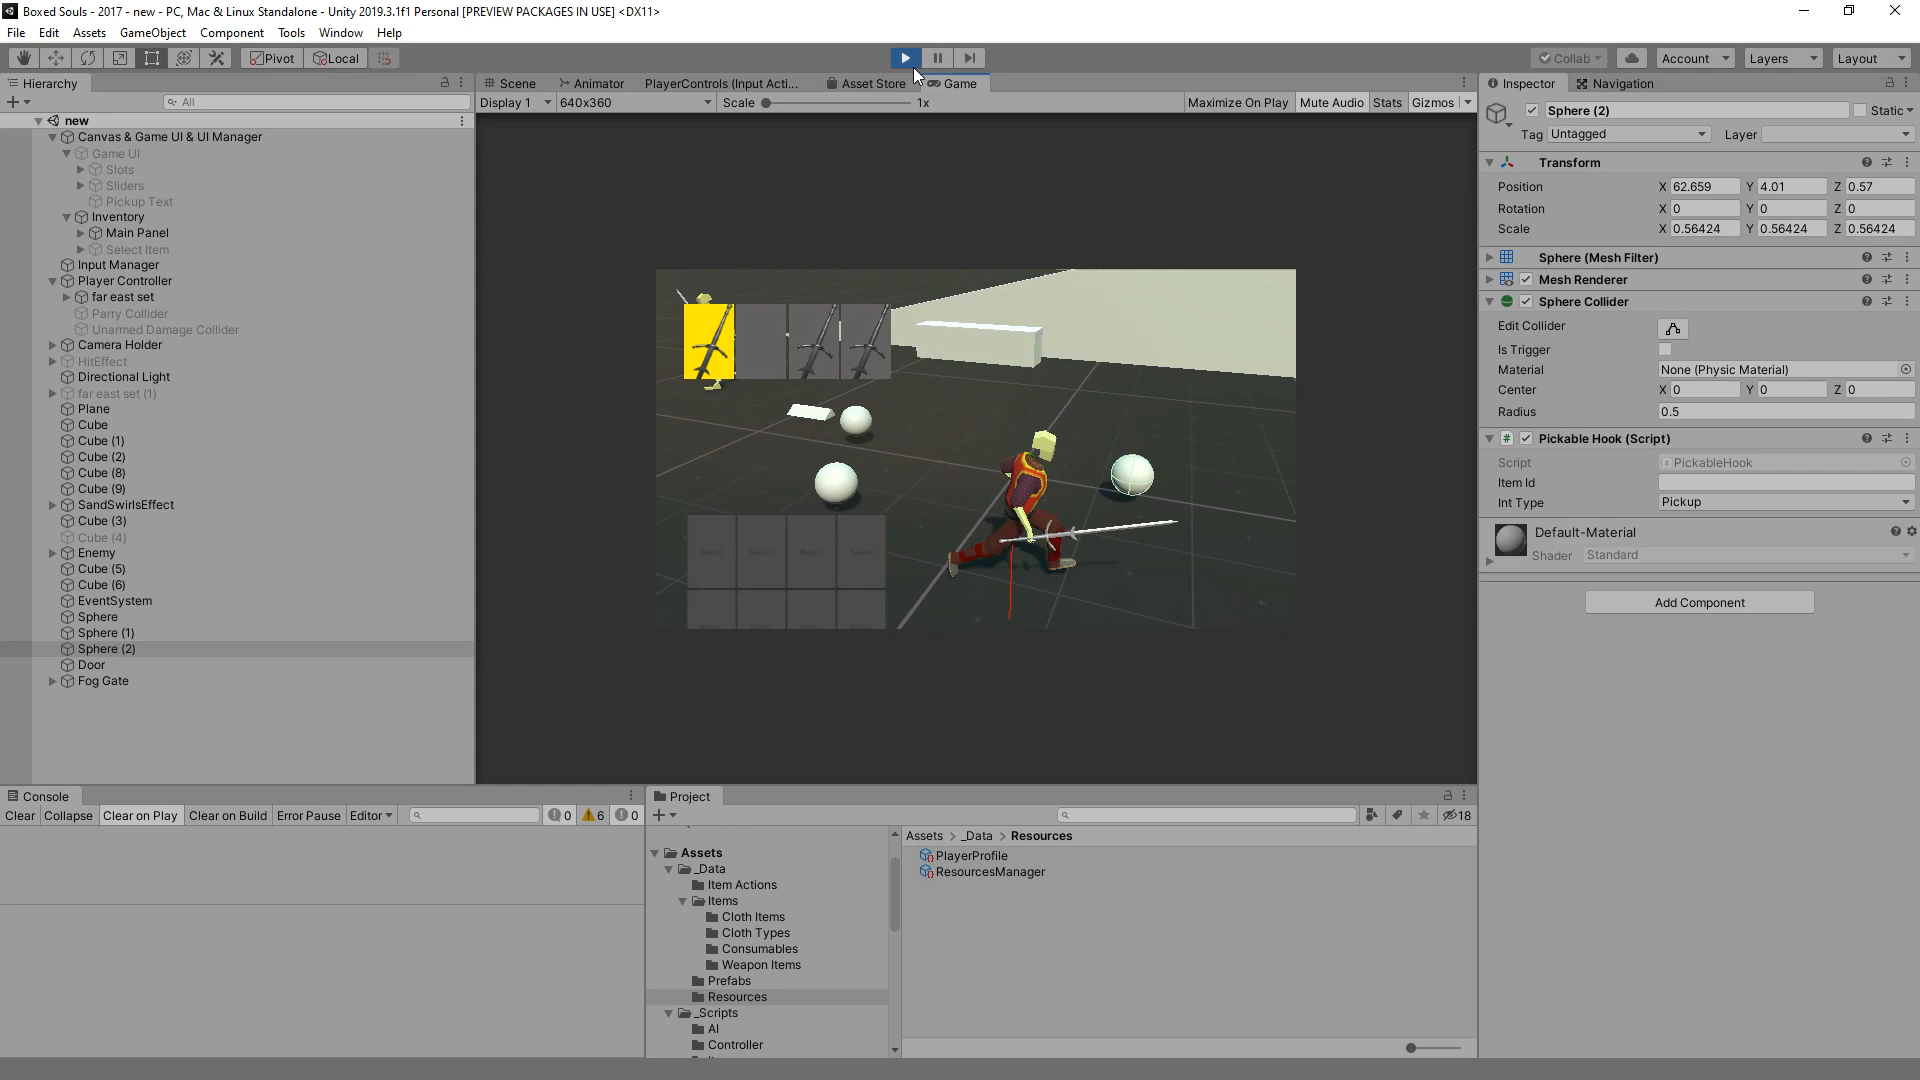 Boxed Souls - 2017 - new - PC, Mac & Linux Standalone - Unity 2019.3.1f1 Personal [PREVIEW PACKAGES IN USE] <DX11>
File Edit Assets GameObject Component Tools Window Help
Pivot Local Collab Account Layers Layout
Hierarchy
All
new
Canvas & Game UI & UI Manager
Game UI
Slots
Sliders
Pickup Text
Inventory
Main Panel
Select Item
Input Manager
Player Controller
far east set
Parry Collider
Unarmed Damage Collider
Camera Holder
HitEffect
Directional Light
far east set (1)
Plane
Cube
Cube (1)
Cube (2)
Cube (8)
Cube (9)
SandSwirlsEffect
Cube (3)
Cube (4)
Enemy
Cube (5)
Cube (6)
EventSystem
Sphere
Sphere (1)
Sphere (2)
Door
Fog Gate
Scene Animator PlayerControls (Input Acti... Asset Store Game
Display 1 640x360 Scale 1x Maximize On Play Mute Audio Stats Gizmos
Inspector Navigation
Sphere (2) Static
Tag Untagged Layer
Transform
Position X 62.659 Y 4.01 Z 0.57
Rotation X 0 Y 0 Z 0
Scale X 0.56424 Y 0.56424 Z 0.56424
Sphere (Mesh Filter)
Mesh Renderer
Sphere Collider
Edit Collider
Is Trigger
Material None (Physic Material)
Center X 0 Y 0 Z 0
Radius 0.5
Pickable Hook (Script)
Script PickableHook
Item Id
Int Type Pickup
Default-Material
Shader Standard
Add Component
Console
Clear Collapse Clear on Play Clear on Build Error Pause Editor 0 6 0
Project
18
Assets
_Data
Item Actions
Items
Cloth Items
Cloth Types
Consumables
Weapon Items
Prefabs
Resources
_Scripts
AI
Controller
Assets > _Data > Resources
PlayerProfile
ResourcesManager